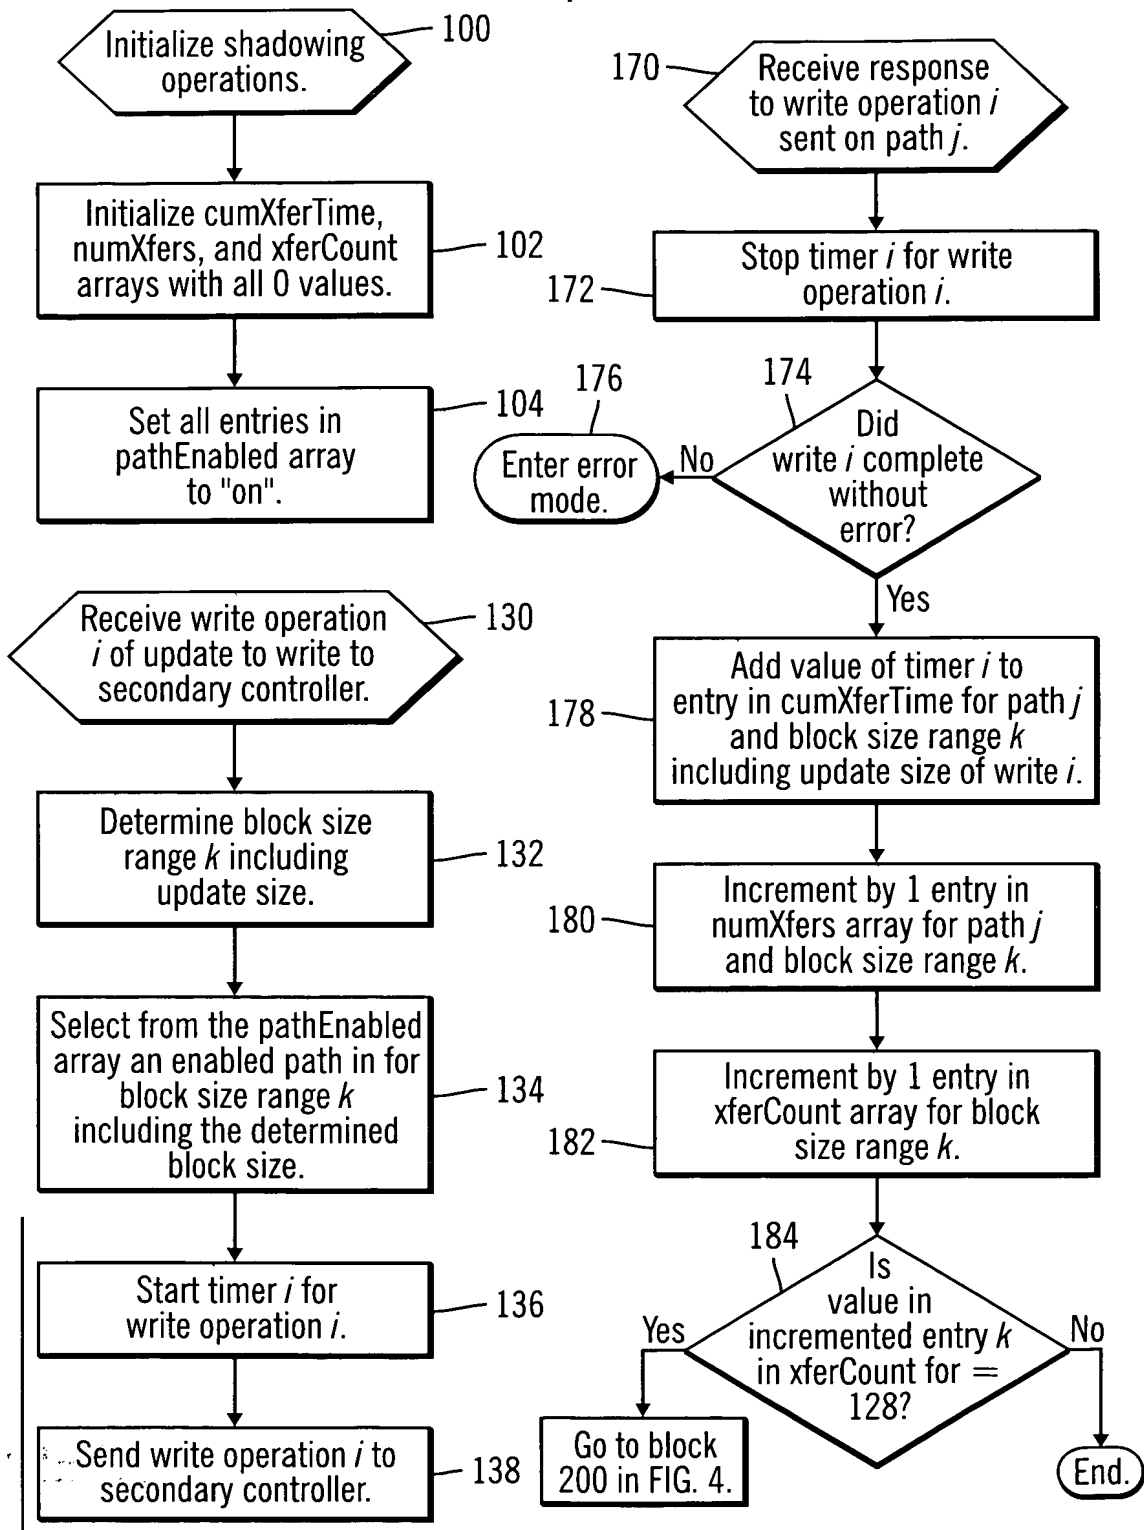 100
Initialize shadowing
operations.
Initialize cumXferTime,
numXfers, and xferCount
arrays with all 0 values.
102
Set all entries in
pathEnabled array
to "on".
104
Receive write operation
i of update to write to
secondary controller.
130
Determine block size
range k including
update size.
132
Select from the pathEnabled
array an enabled path in for
block size range k
including the determined
block size.
134
Start timer i for
write operation i.
136
Send write operation i to
secondary controller.
138
170
Receive response
to write operation i
sent on path j.
172
Stop timer i for write
operation i.
174
Did
write i complete
without
error?
No
176
Enter error
mode.
Yes
178
Add value of timer i to
entry in cumXferTime for path j
and block size range k
including update size of write i.
180
Increment by 1 entry in
numXfers array for path j
and block size range k.
182
Increment by 1 entry in
xferCount array for block
size range k.
184
Is
value in
incremented entry k
in xferCount for =
128?
Yes
Go to block
200 in FIG. 4.
No
End.